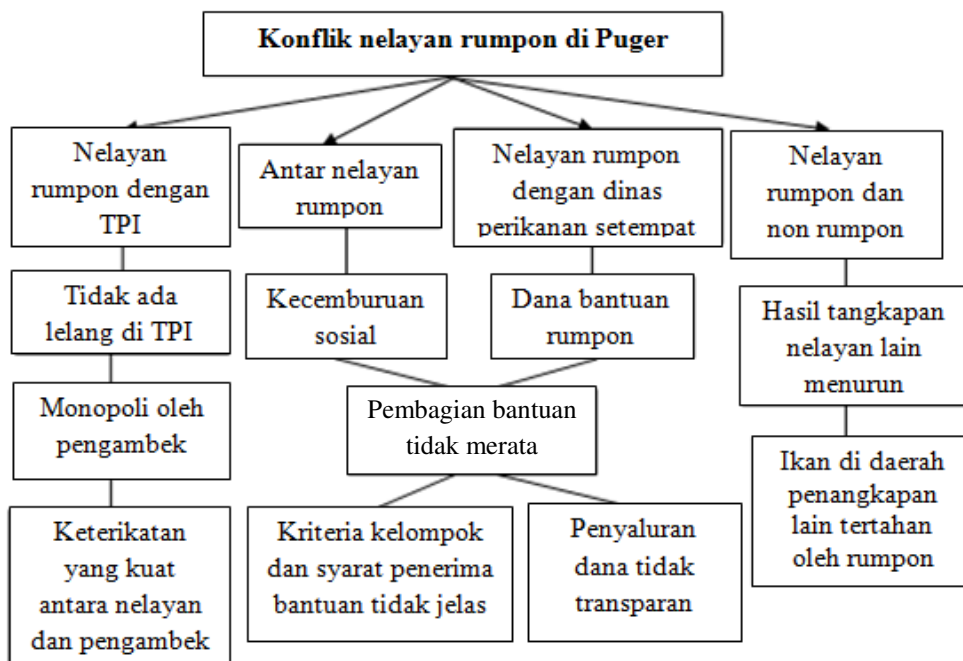 Konflik nelayan rumpon di Puger
Nelayan
rumpon dengan
TPI
Antar nelayan
rumpon
Nelayan rumpon
dengan dinas
perikanan setempat
Nelayan
rumpon dan
non rumpon
Tidak ada
lelang di TPI
Kecemburuan
sosial
Dana bantuan
rumpon
Hasil tangkapan
nelayan lain
menurun
Monopoli oleh
pengambek
Pembagian bantuan
tidak merata
Ikan di daerah
penangkapan
lain tertahan
oleh rumpon
Keterikatan
yang kuat
antara nelayan
dan pengambek
Kriteria kelompok
dan syarat penerima
bantuan tidak jelas
Penyaluran
dana tidak
transparan